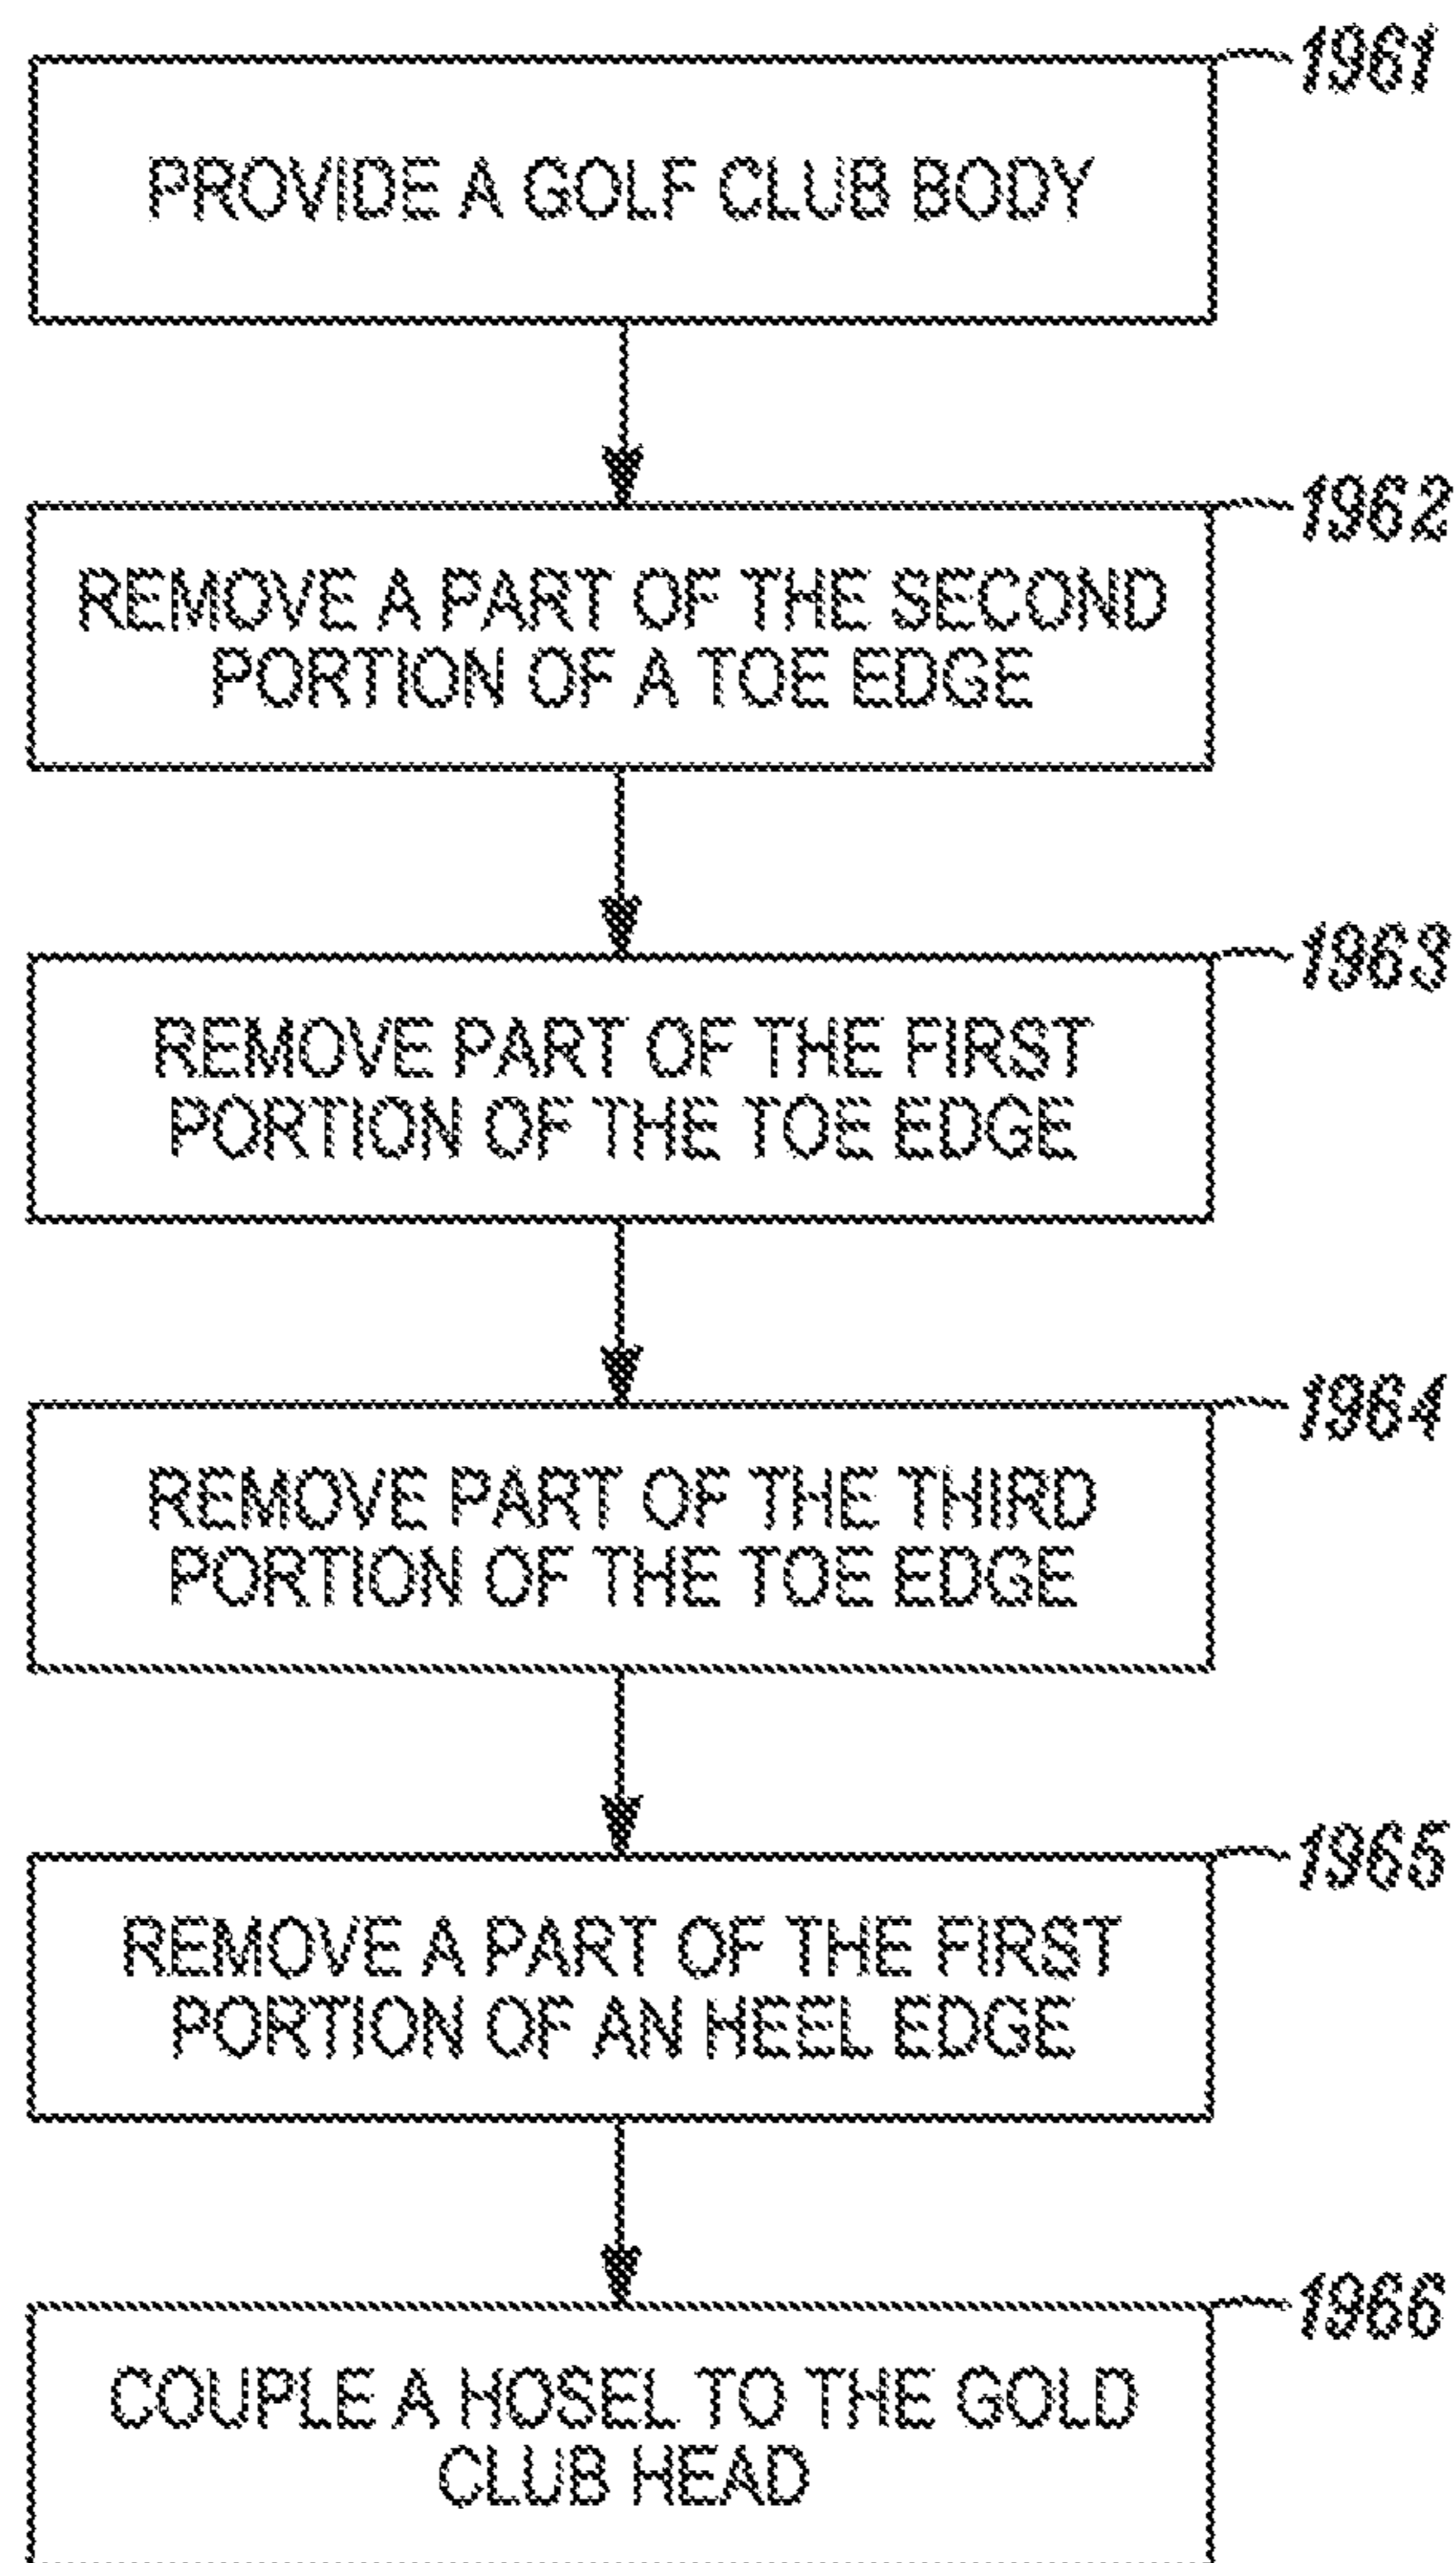 1961
PROVIDE A GOLF CLUB BODY
1962
REMOVE A PART OF THE SECOND
PORTION OF A TOE EDGE
1963
REMOVE PART OF THE FIRST
PORTION OF THE TOE EDGE
1964
REMOVE PART OF THE THIRD
PORTION OF THE TOE EDGE
1965
REMOVE A PART OF THE FIRST
PORTION OF AN HEEL EDGE
1966
COUPLE A HOSEL TO THE GOLD
CLUB HEAD